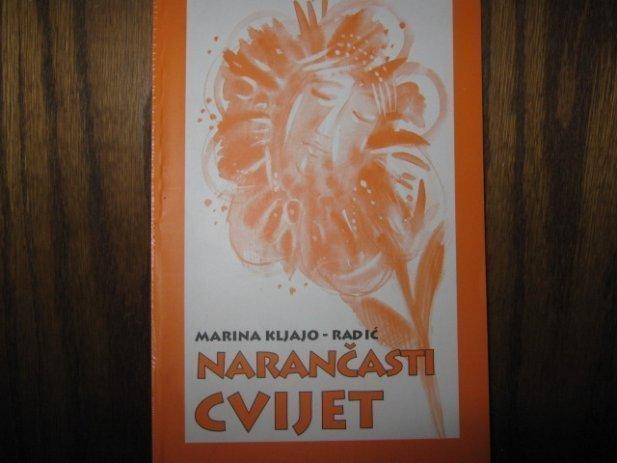 MARINA KLJAJO - RADIĆ
NARANČASTI
CVIJET